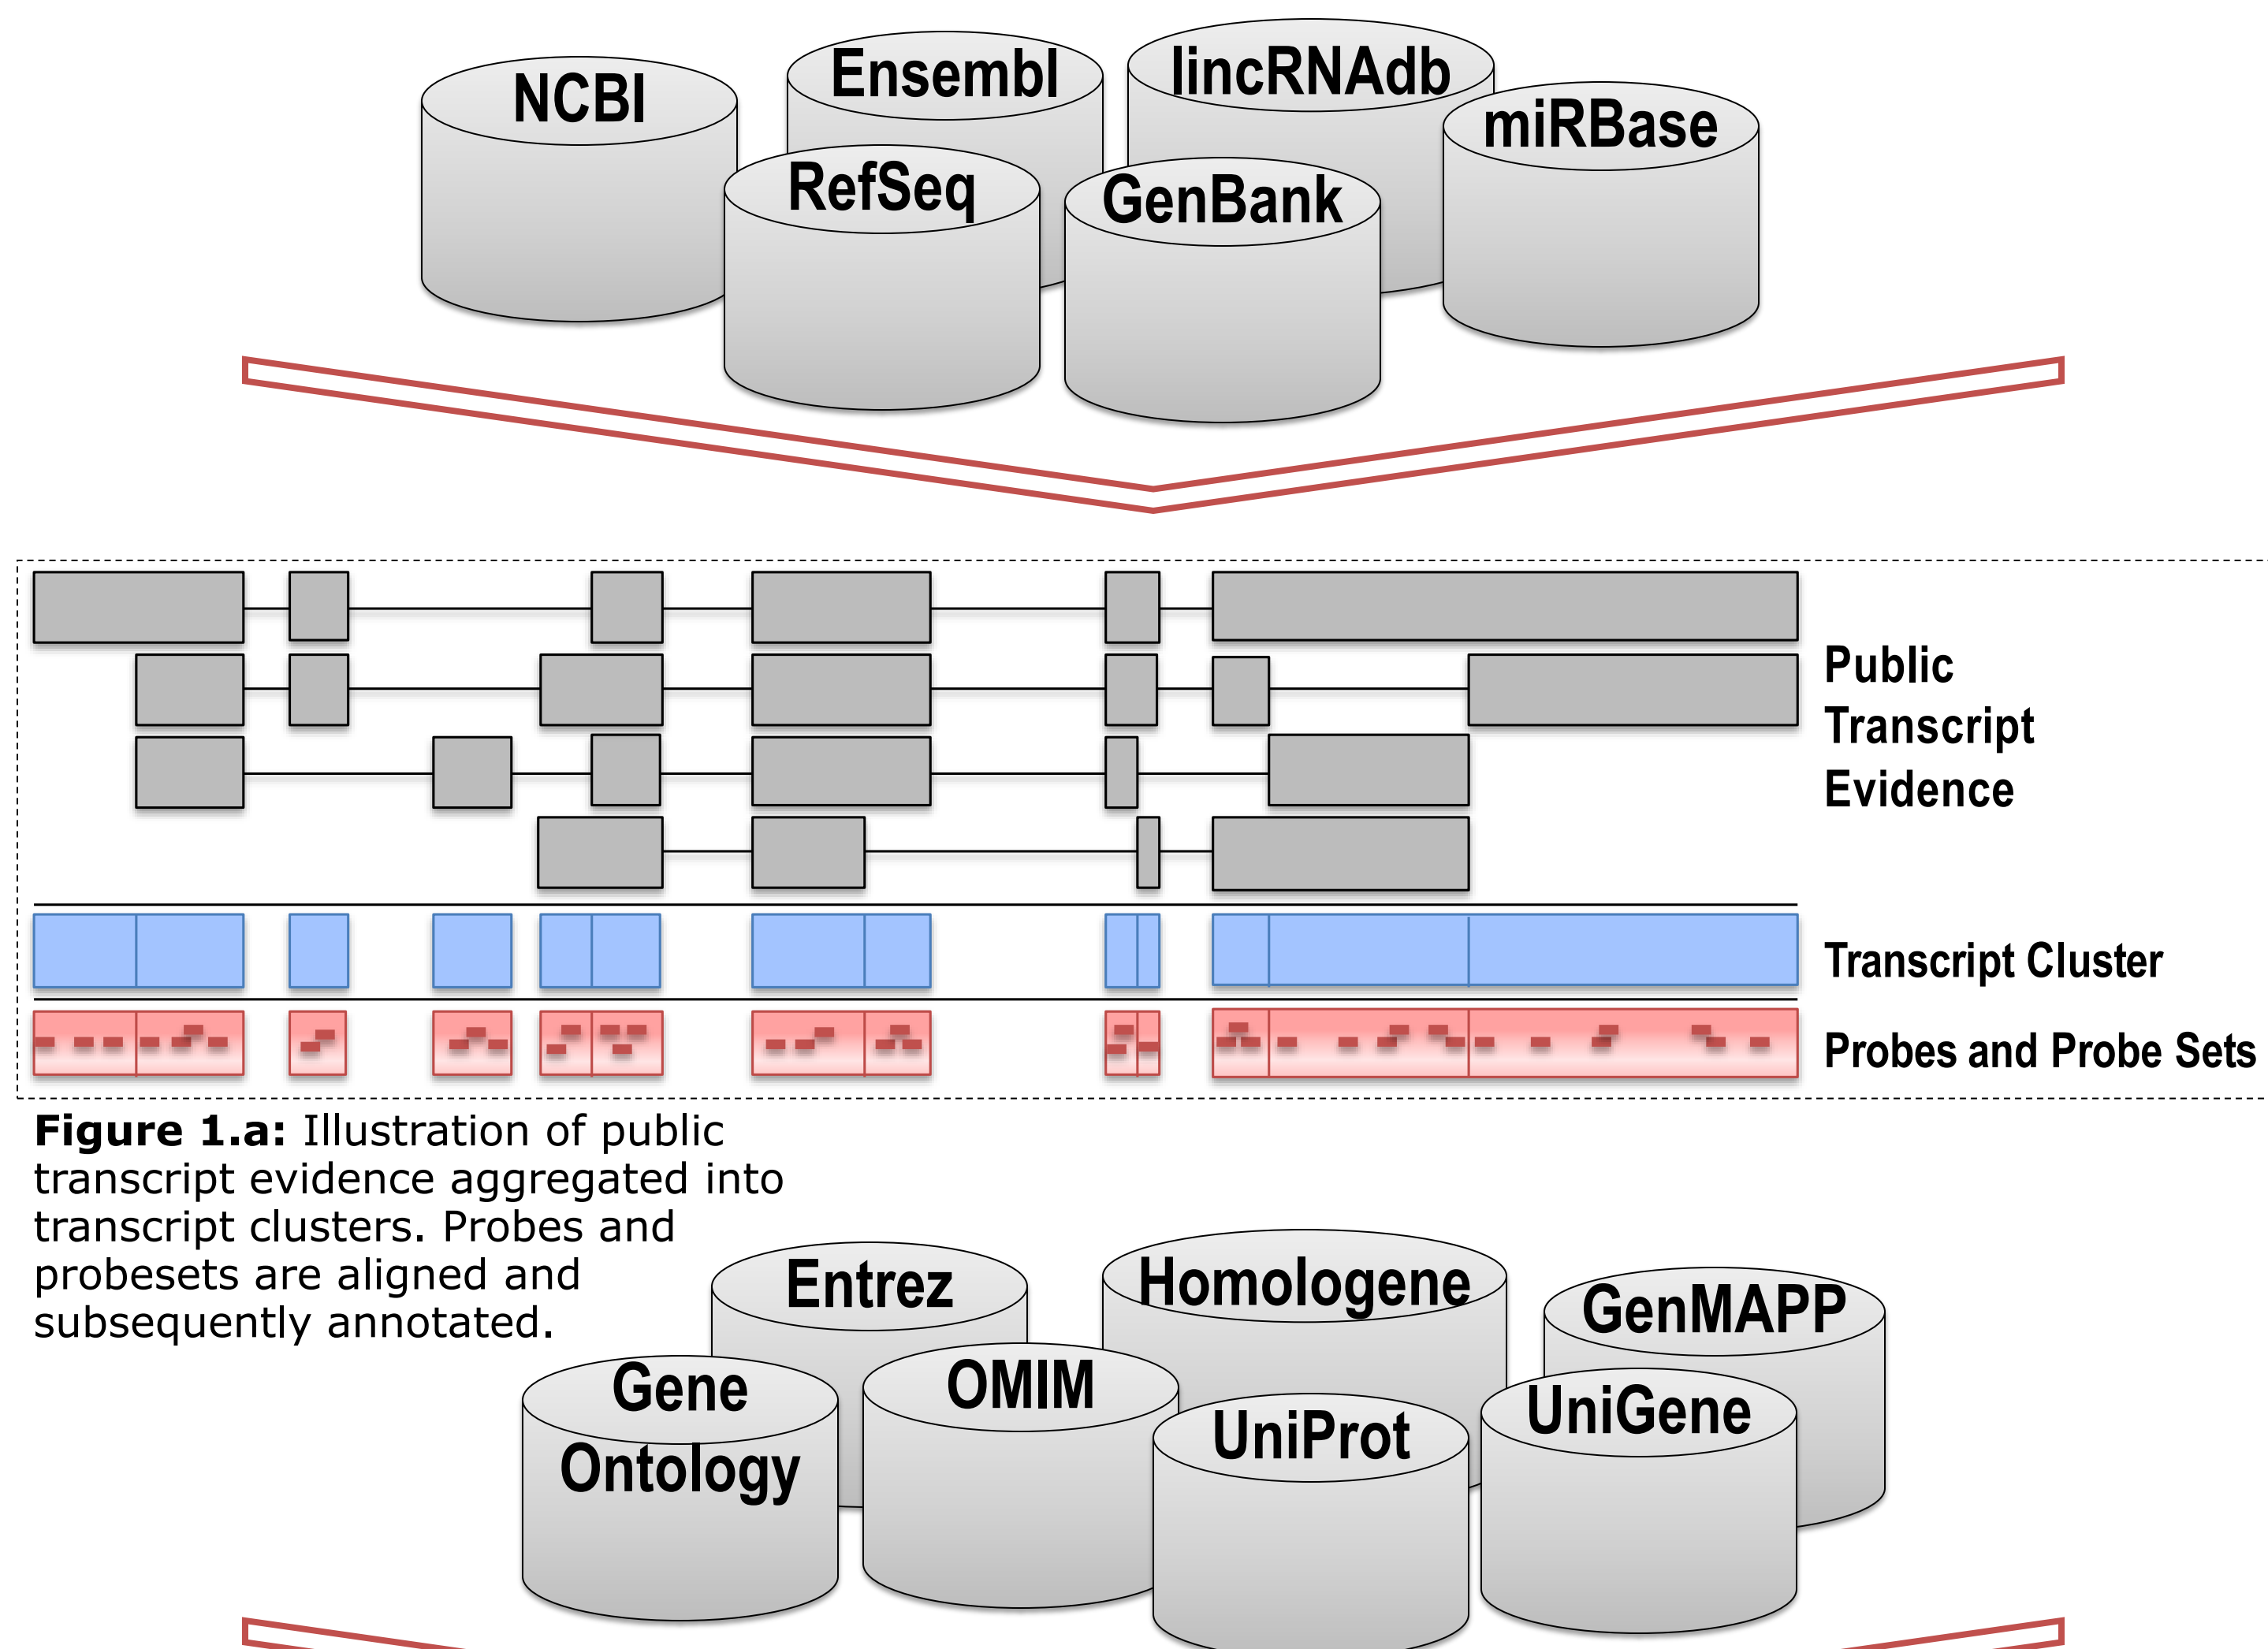 NCBI
Ensembl
lincRNAdb
miRBase
RefSeq
GenBank
Public
Transcript
Evidence
Transcript Cluster
Probes and Probe Sets
Figure 1.a: Illustration of public
transcript evidence aggregated into
transcript clusters. Probes and
probesets are aligned and
subsequently annotated.
Entrez
Homologene
GenMAPP
Gene
Ontology
OMIM
UniProt
UniGene